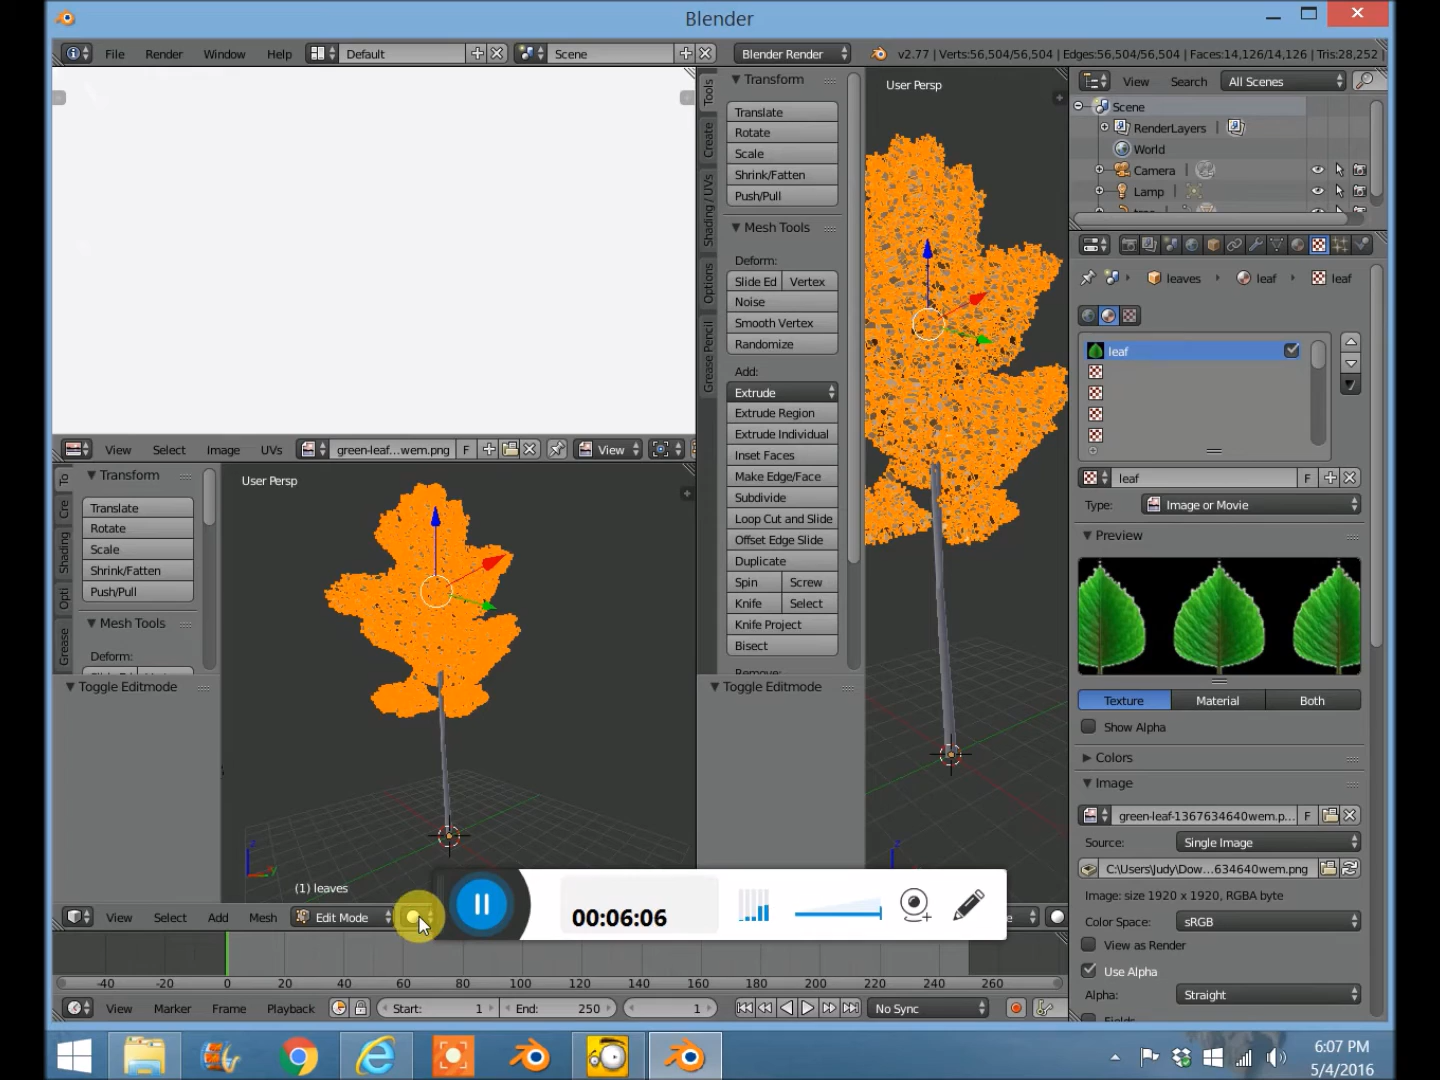 Blender
File Render Window Help Default Scene Blender Render v2.77 | Verts:56,504/56,504 | Edges:56,504/56,504 | Faces:14,126/14,126 | Tris:28,252 |
Tools
Create
Shading / UVs
Options
Grease Pencil
Transform
Translate
Rotate
Scale
Shrink/Fatten
Push/Pull
Mesh Tools
Deform:
Slide Ed Vertex
Noise
Smooth Vertex
Randomize
Add:
Extrude
Extrude Region
Extrude Individual
Inset Faces
Make Edge/Face
Subdivide
Loop Cut and Slide
Offset Edge Slide
Duplicate
Spin Screw
Knife Select
Knife Project
Bisect
Remove:
Toggle Editmode
User Persp
View Search All Scenes
Scene
RenderLayers
World
Camera
Lamp
leaves leaf leaf
leaf
leaf F
Type: Image or Movie
Preview
Texture Material Both
Show Alpha
Colors
Image
green-leaf-1367634640wem.p... F
Source: Single Image
C:\Users\Judy\Dow...634640wem.png
Image: size 1920 x 1920, RGBA byte
Color Space: sRGB
View as Render
Use Alpha
Alpha: Straight
View Select Image UVs green-leaf...wem.png F View
To
Cre
Shading
Opti
Grease
Transform
Translate
Rotate
Scale
Shrink/Fatten
Push/Pull
Mesh Tools
Deform:
Toggle Editmode
User Persp
(1) leaves
View Select Add Mesh Edit Mode
00:06:06
-40 -20 0 20 40 60 80 100 120 140 160 180 200 220 240 260
View Marker Frame Playback Start: 1 End: 250 1 No Sync
6:07 PM
5/4/2016